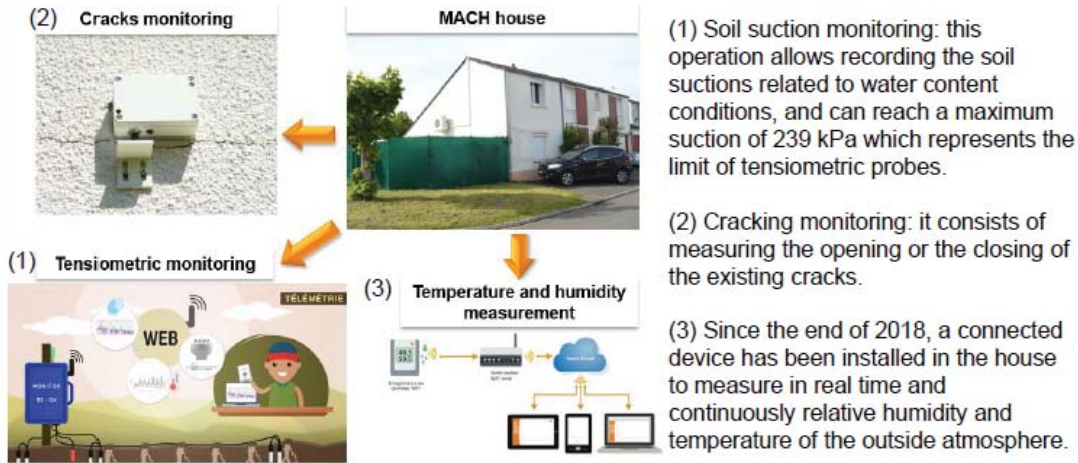 (2) Cracks monitoring
MACH house
(1) Tensiometric monitoring
TÉLÉMÉTRIE
WEB
(3) Temperature and humidity
measurement
(1) Soil suction monitoring: this
operation allows recording the soil
suctions related to water content
conditions, and can reach a maximum
suction of 239 kPa which represents the
limit of tensiometric probes.
(2) Cracking monitoring: it consists of
measuring the opening or the closing of
the existing cracks.
(3) Since the end of 2018, a connected
device has been installed in the house
to measure in real time and
continuously relative humidity and
temperature of the outside atmosphere.